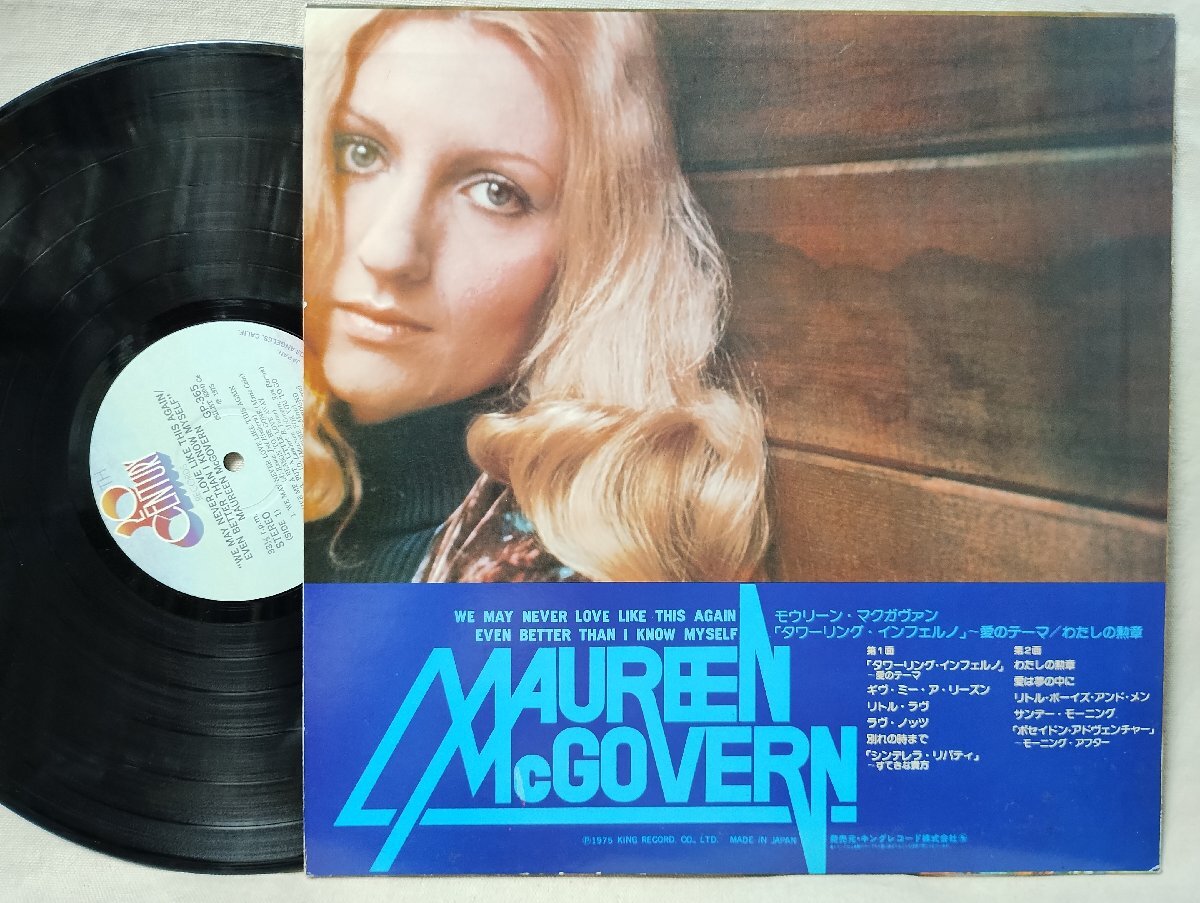 WE MAY NEVER LOVE LIKE THIS AGAIN
EVEN BETTER THAN I KNOW MYSELF
MAUREEN
McGOVERN
モウリーン・マクガヴァン
「タワーリング・インフェルノ」～愛のテーマ/わたしの勲章
第1面
「タワーリング・インフェルノ」
～愛のテーマ
ギヴ・ミー・ア・リーズン
リトル・ラヴ
ラヴ・ノッツ
別れの時まで
「シンデレラ・リバティ」
～すてきな貴方
第2面
わたしの勲章
愛は夢の中に
リトル・ボーイズ・アンド・メン
サンデー・モーニング
「ポセイドン・アドヴェンチャー」
～モーニング・アフター
Ⓟ1975 KING RECORD CO., LTD. MADE IN JAPAN
発売元・キングレコード株式会社
20TH
CENTURY
"WE MAY NEVER LOVE LIKE THIS AGAIN/
EVEN BETTER THAN I KNOW MYSELF"
MAUREEN McGOVERN
33⅓ r.p.m.
STEREO
(SIDE 1)
GP-365